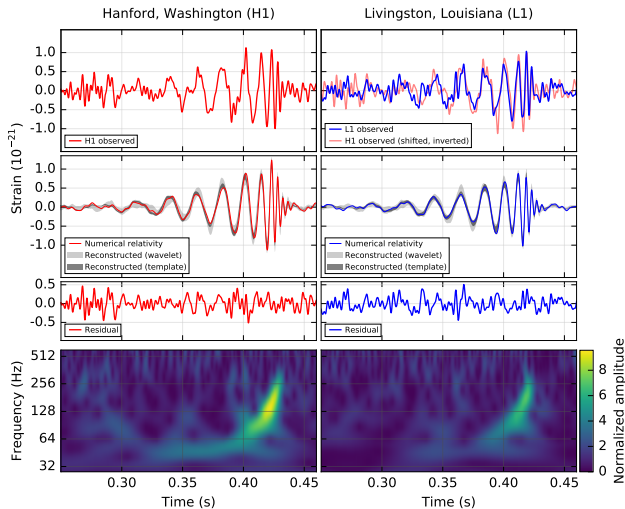 Hanford, Washington (H1)
Livingston, Louisiana (L1)
1.0
0.5
0.0
-0.5
-1.0
H1 observed
L1 observed
H1 observed (shifted, inverted)
Strain (10⁻²¹)
1.0
0.5
0.0
-0.5
-1.0
Numerical relativity
Reconstructed (wavelet)
Reconstructed (template)
Numerical relativity
Reconstructed (wavelet)
Reconstructed (template)
0.5
0.0
-0.5
Residual
Residual
Frequency (Hz)
512
256
128
64
32
0.30
0.35
0.40
0.45
Time (s)
0.30
0.35
0.40
0.45
Time (s)
8
6
4
2
0
Normalized amplitude